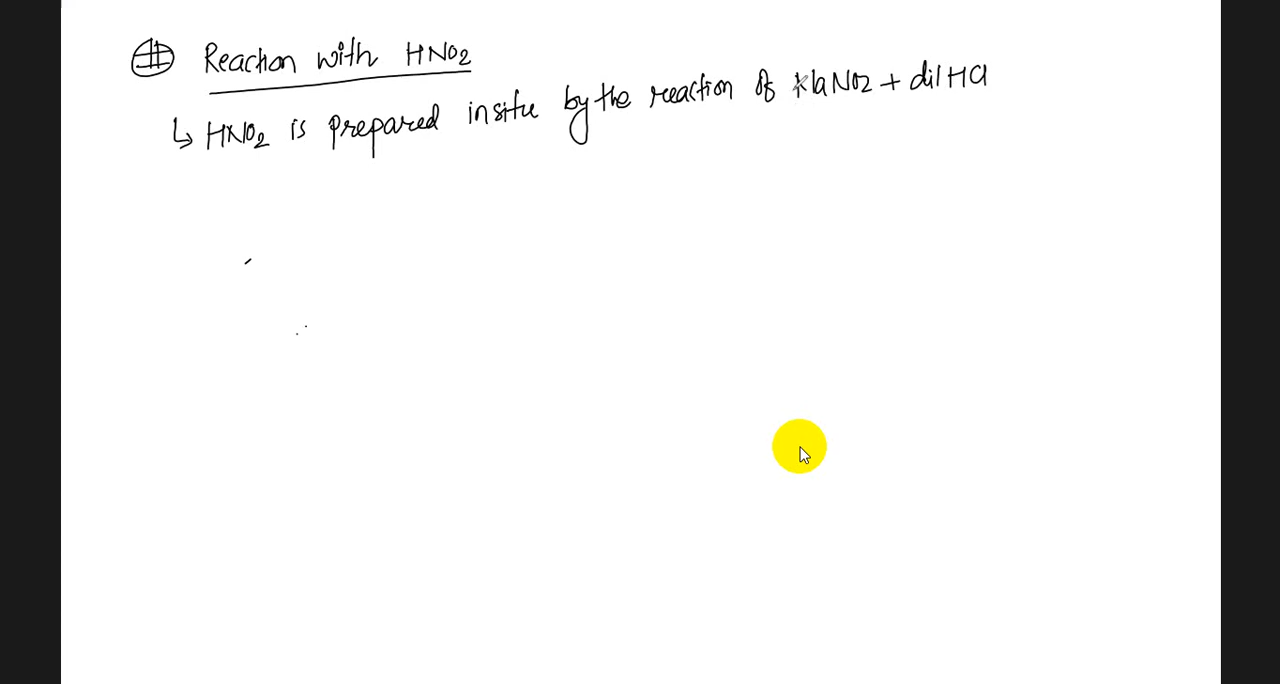 Reaction with HNO2
↳ HNO2 is prepared insitu by the reaction of NaNO2 + dil HCl